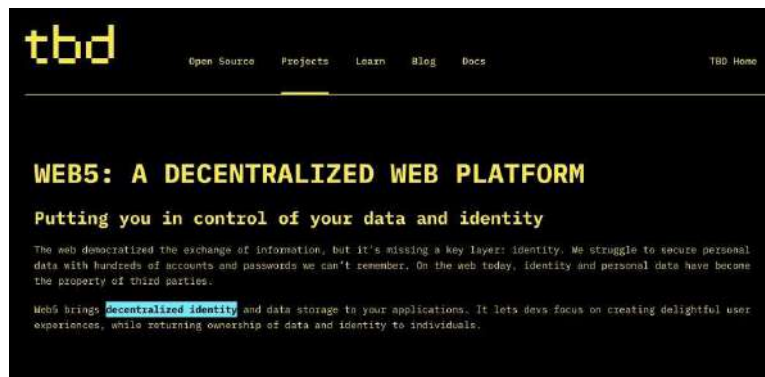 tbd
Open Source Projects Learn Blog Docs TBD Home
WEB5: A DECENTRALIZED WEB PLATFORM
Putting you in control of your data and identity
The web democratized the exchange of information, but it's missing a key layer: identity. We struggle to secure personal
data with hundreds of accounts and passwords we can't remember. On the web today, identity and personal data have become
the property of third parties.
Web5 brings decentralized identity and data storage to your applications. It lets devs focus on creating delightful user
experiences, while returning ownership of data and identity to individuals.